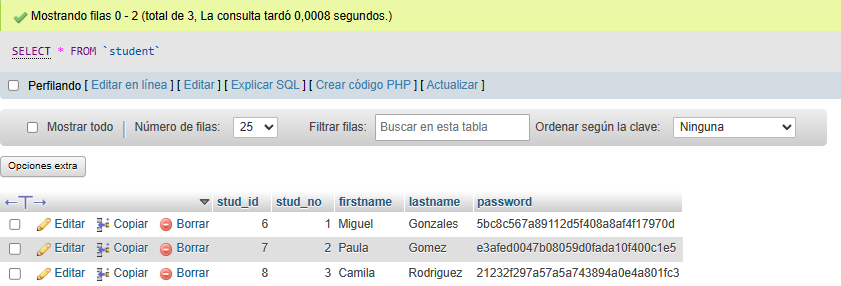 Mostrando filas 0 - 2 (total de 3, La consulta tardó 0,0008 segundos.)
SELECT * FROM `student`
Perfilando [ Editar en línea ] [ Editar ] [ Explicar SQL ] [ Crear código PHP ] [ Actualizar ]
Mostrar todo | Número de filas: 25 Filtrar filas: Buscar en esta tabla Ordenar según la clave: Ninguna
Opciones extra
←T→ stud_id stud_no firstname lastname password
Editar Copiar Borrar 6 1 Miguel Gonzales 5bc8c567a89112d5f408a8af4f17970d
Editar Copiar Borrar 7 2 Paula Gomez e3afed0047b08059d0fada10f400c1e5
Editar Copiar Borrar 8 3 Camila Rodriguez 21232f297a57a5a743894a0e4a801fc3